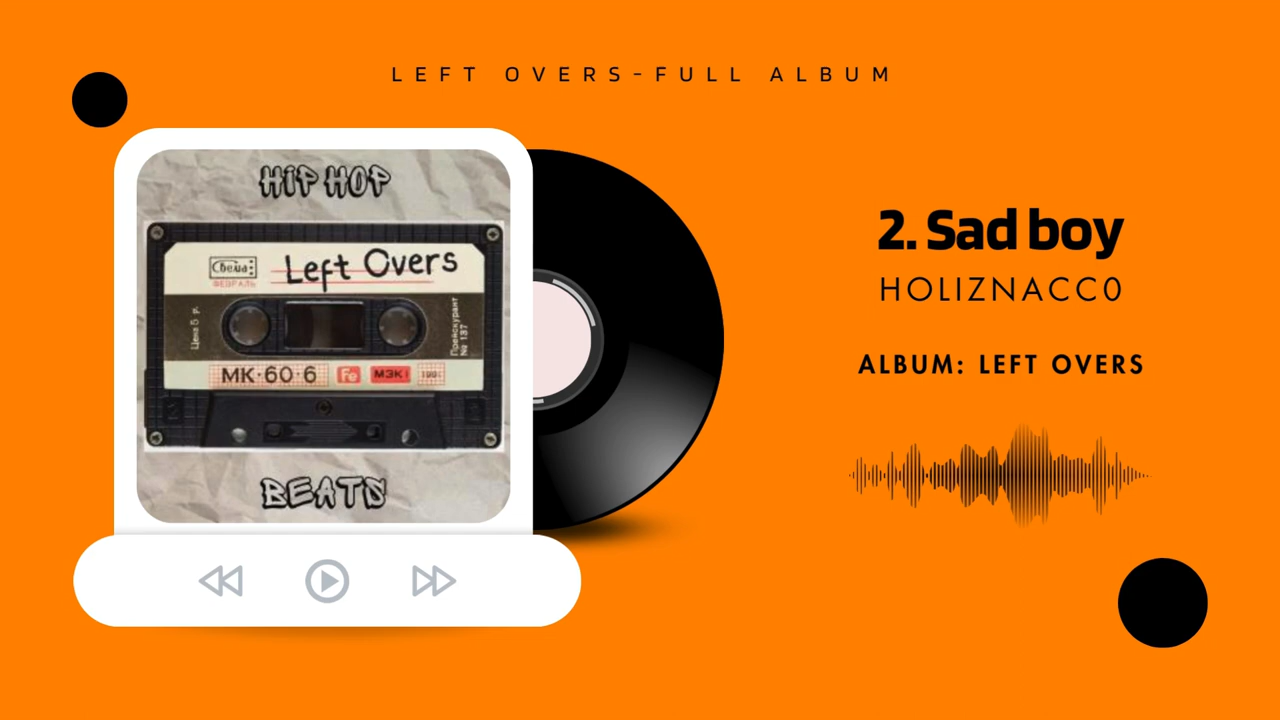 LEFT OVERS-FULL ALBUM
HIP HOP
Свема
ФЕВРАЛЬ
Left Overs
Цена 5 р.
Прейскурант
№ 137
МК·60·6
Fe
МЭК I
1991
BEATS
2. Sad boy
HOLIZNACC0
ALBUM: LEFT OVERS